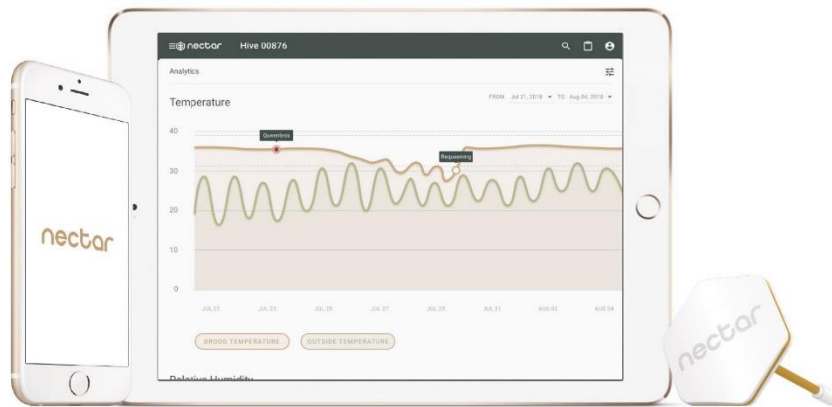 nectar
nectar Hive 00876
Analytics
Temperature
FROM Jul 21, 2018 TO Aug 04, 2018
40
Queenless
Requeening
30
20
10
0
JUL 21 JUL 23 JUL 25 JUL 27 JUL 29 JUL 31 AUG 02 AUG 04
BROOD TEMPERATURE OUTSIDE TEMPERATURE
Relative Humidity
nectar